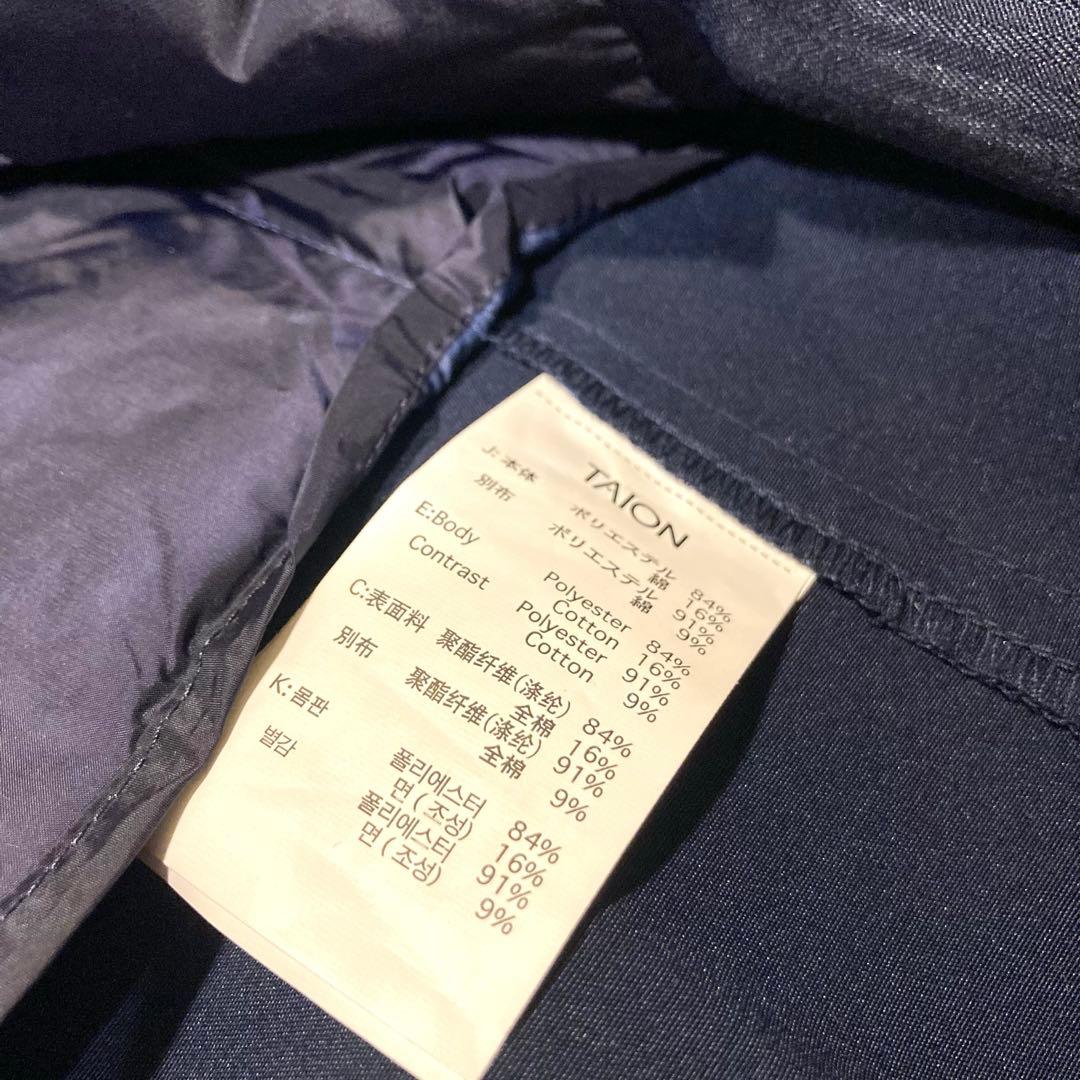 TAION
J:本体 ポリエステル 84%
綿 16%
別布 ポリエステル 91%
綿 9%
E:Body Polyester 84%
Cotton 16%
Contrast Polyester 91%
Cotton 9%
C:表面料 聚酯纤维(涤纶) 84%
全棉 16%
別布 聚酯纤维(涤纶) 91%
全棉 9%
K:몸판 폴리에스터 84%
면(조성) 16%
별감 폴리에스터 91%
면(조성) 9%